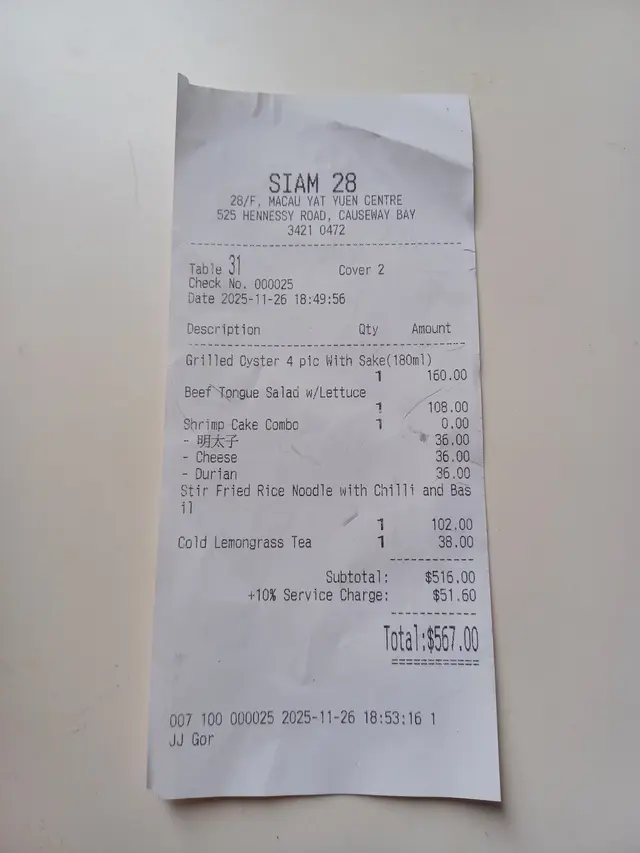 SIAM 28
28/F, MACAU YAT YUEN CENTRE
525 HENNESSY ROAD, CAUSEWAY BAY
3421 0472
Table 31 Cover 2
Check No. 000025
Date 2025-11-26 18:49:56
Description Qty Amount
Grilled Oyster 4 pic With Sake(180ml)
1 160.00
Beef Tongue Salad w/Lettuce
1 108.00
Shrimp Cake Combo 1 0.00
- 明太子 36.00
- Cheese 36.00
- Durian 36.00
Stir Fried Rice Noodle with Chilli and Bas
il
1 102.00
Cold Lemongrass Tea 1 38.00
Subtotal: $516.00
+10% Service Charge: $51.60
Total:$567.00
007 100 000025 2025-11-26 18:53:16 1
JJ Gor